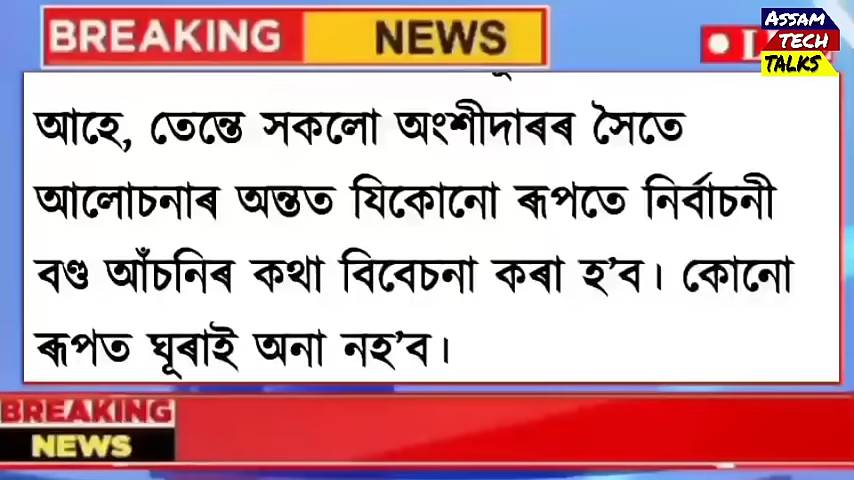 BREAKING NEWS
ASSAM
TECH
TALKS
আহে, তেন্তে সকলো অংশীদাৰৰ সৈতে
আলোচনাৰ অন্তত যিকোনো ৰূপতে নিৰ্বাচনী
বণ্ড আঁচনিৰ কথা বিবেচনা কৰা হ’ব। কোনো
ৰূপত ঘূৰাই অনা নহ’ব।
BREAKING
NEWS